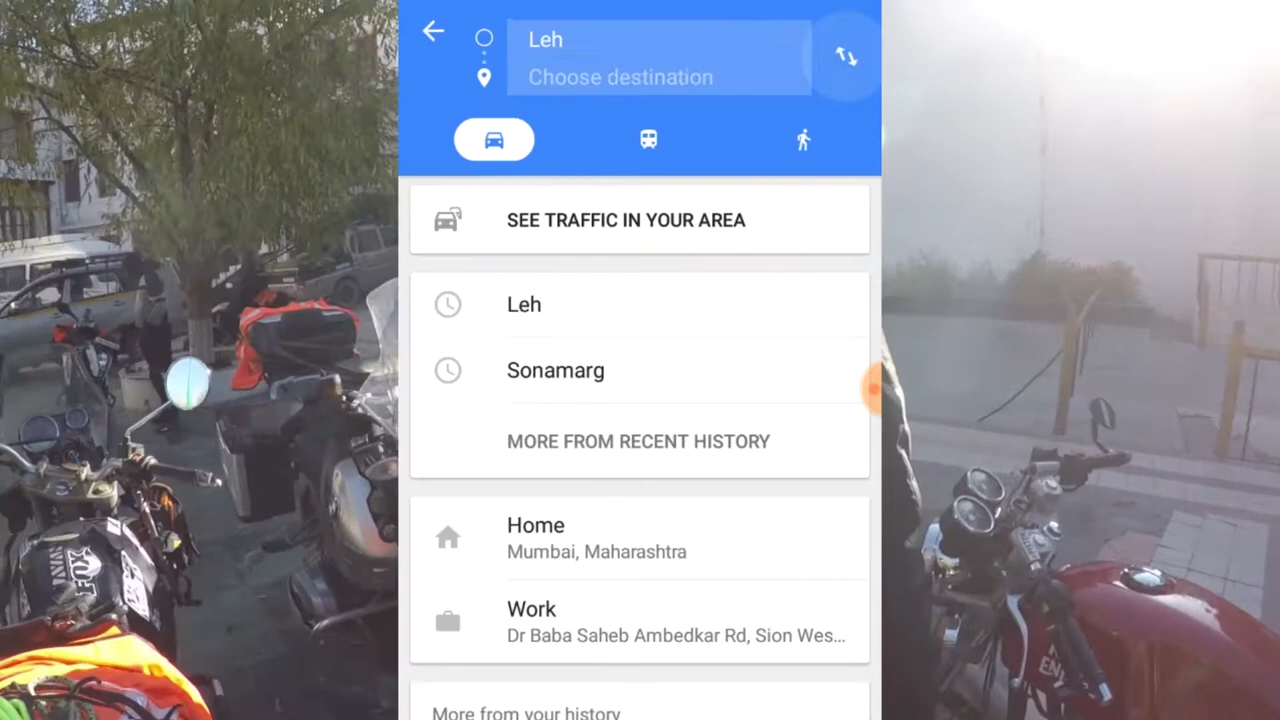 Leh
Choose destination
SEE TRAFFIC IN YOUR AREA
Leh
Sonamarg
MORE FROM RECENT HISTORY
Home
Mumbai, Maharashtra
Work
Dr Baba Saheb Ambedkar Rd, Sion Wes...
More from your history
FOX